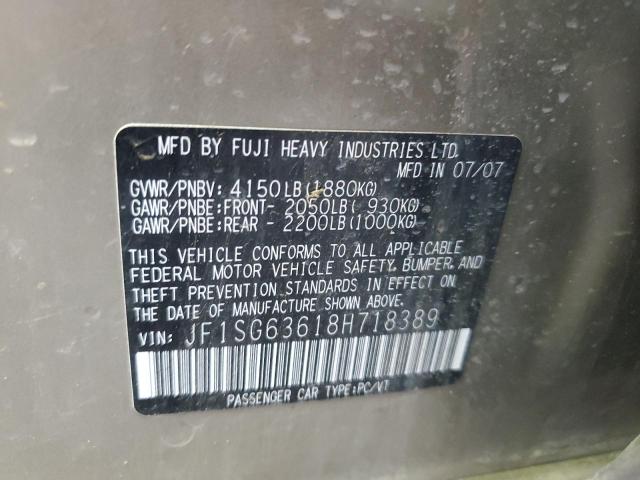 MFD BY FUJI HEAVY INDUSTRIES LTD.
MFD IN 07/07
GVWR/PNBV: 4150LB(1880KG)
GAWR/PNBE:FRONT- 2050LB( 930KG)
GAWR/PNBE:REAR - 2200LB(1000KG)
THIS VEHICLE CONFORMS TO ALL APPLICABLE
FEDERAL MOTOR VEHICLE SAFETY, BUMPER, AND
THEFT PREVENTION STANDARDS IN EFFECT ON
THE DATE OF MANUFACTURE SHOWN ABOVE.
VIN: JF1SG63618H718389
PASSENGER CAR TYPE:PC/VT